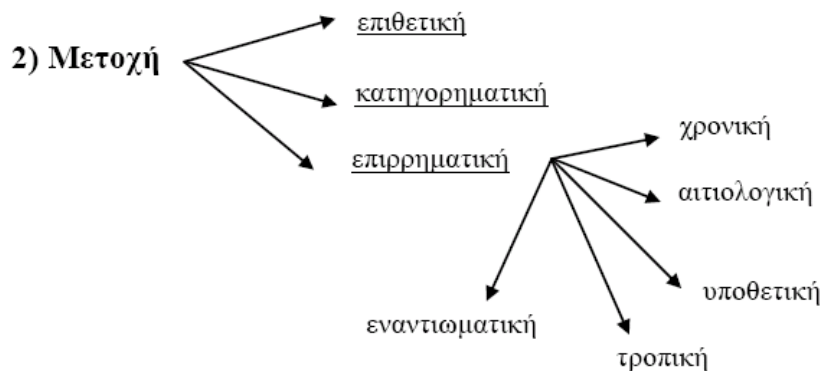 επιθετική
2) Μετοχή
κατηγορηματική
χρονική
επιρρηματική
αιτιολογική
υποθετική
εναντιωματική
τροπική